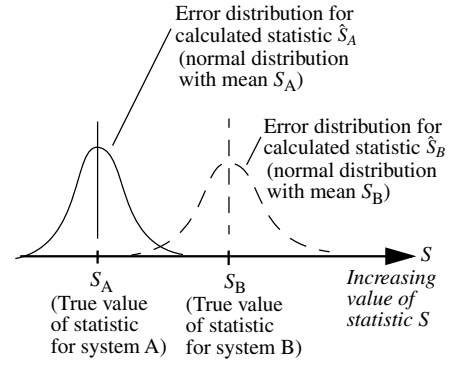 Error distribution for
calculated statistic Ŝ_A
(normal distribution
with mean S_A)
Error distribution for
calculated statistic Ŝ_B
(normal distribution
with mean S_B)
S
S_A
(True value
of statistic
for system A)
S_B
(True value
of statistic
for system B)
Increasing
value of
statistic S